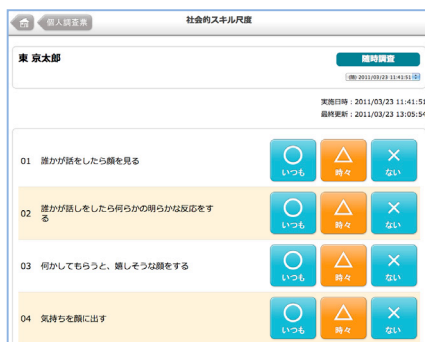 個人調査票
社会的スキル尺度
東 京太郎
随時調査
(随) 2011/03/23 11:41:51
実施日時：2011/03/23 11:41:51
最終更新：2011/03/23 13:05:54
01 誰かが話をしたら顔を見る
いつも 時々 ない
02 誰かが話しをしたら何らかの明らかな反応をす
る
いつも 時々 ない
03 何かしてもらうと、嬉しそうな顔をする
いつも 時々 ない
04 気持ちを顔に出す
いつも 時々 ない